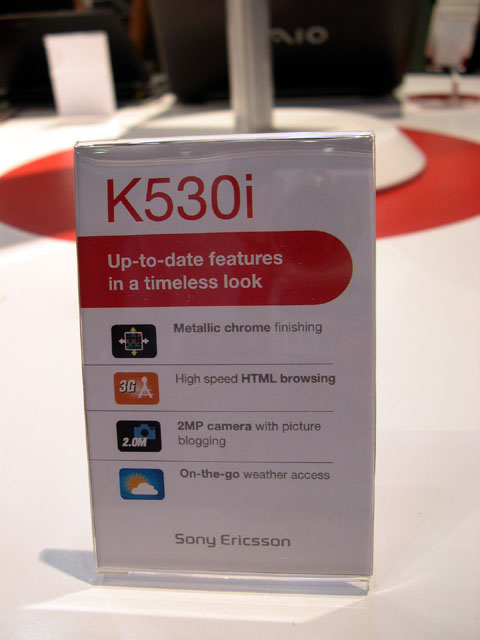 VAIO
K530i
Up-to-date features
in a timeless look
Metallic chrome finishing
3G
High speed HTML browsing
2.0M
2MP camera with picture
blogging
On-the-go weather access
Sony Ericsson